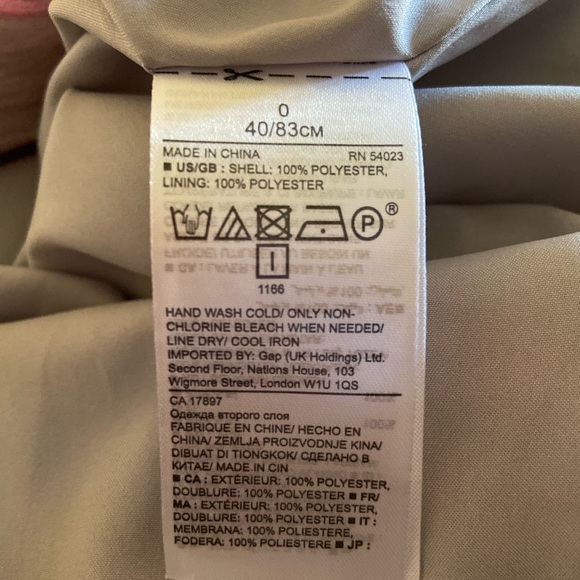 0
40/83CM
MADE IN CHINA RN 54023
■ US/GB : SHELL: 100% POLYESTER,
LINING: 100% POLYESTER
P®
1166
HAND WASH COLD/ ONLY NON-
CHLORINE BLEACH WHEN NEEDED/
LINE DRY/ COOL IRON
IMPORTED BY: Gap (UK Holdings) Ltd.
Second Floor, Nations House, 103
Wigmore Street, London W1U 1QS
CA 17897
Одежда второго слоя
FABRIQUE EN CHINE/ HECHO EN
CHINA/ ZEMLJA PROIZVODNJE KINA/
DIBUAT DI TIONGKOK/ СДЕЛАНО В
КИТАЕ/ MADE IN CIN
■ CA : EXTÉRIEUR: 100% POLYESTER,
DOUBLURE: 100% POLYESTER ■ FR/
MA : EXTÉRIEUR: 100% POLYESTER,
DOUBLURE: 100% POLYESTER ■ IT :
MEMBRANA: 100% POLIESTERE,
FODERA: 100% POLIESTERE ■ JP :